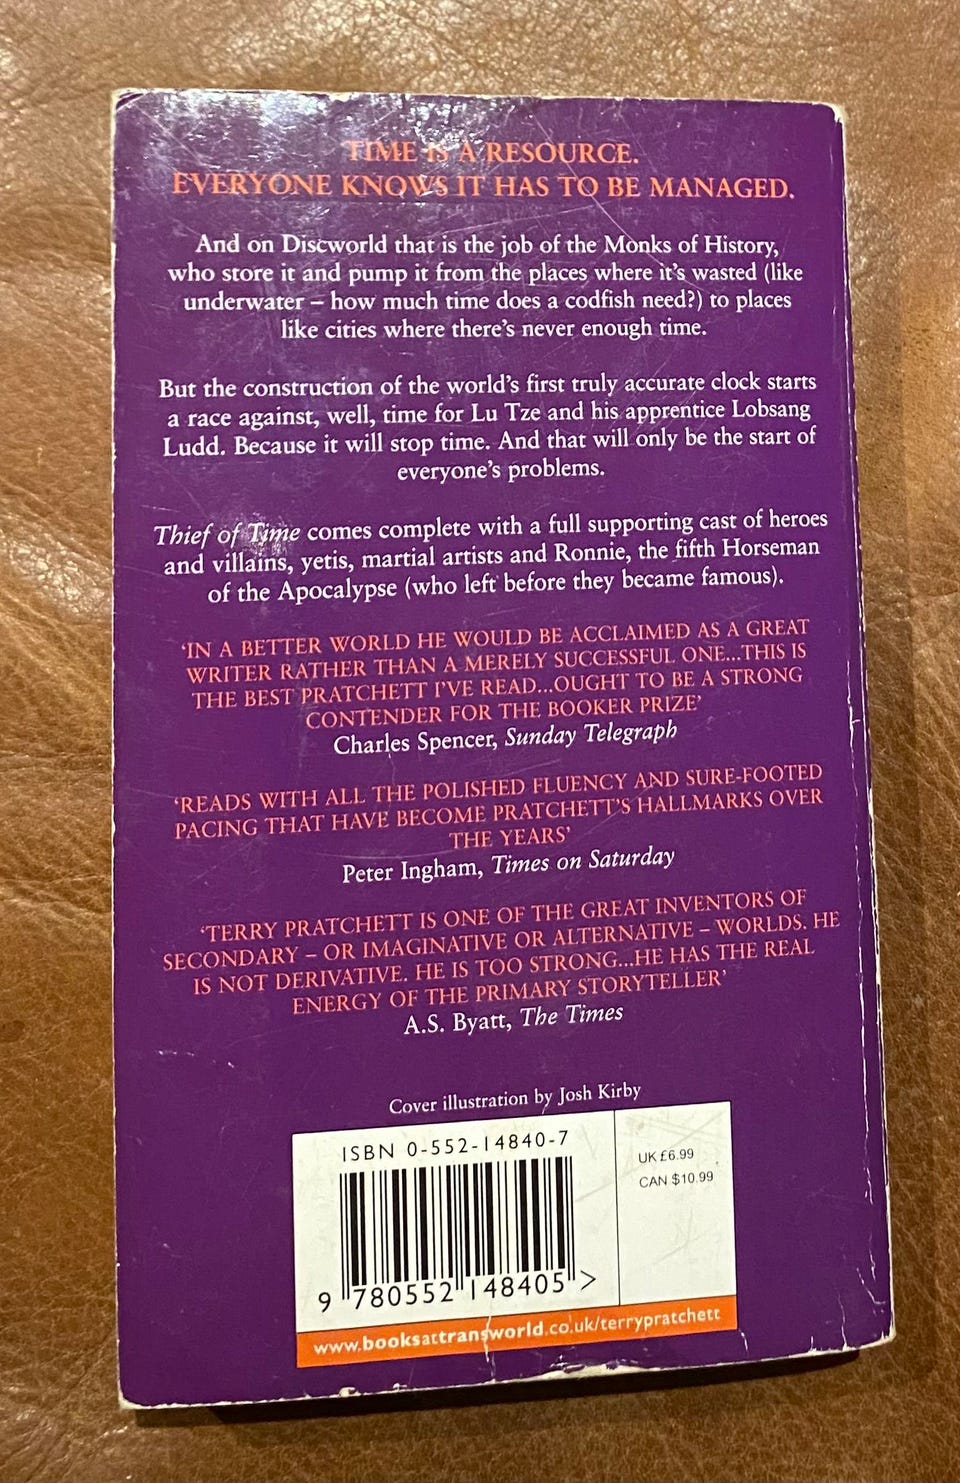 TIME IS A RESOURCE.
EVERYONE KNOWS IT HAS TO BE MANAGED.
And on Discworld that is the job of the Monks of History,
who store it and pump it from the places where it's wasted (like
underwater – how much time does a codfish need?) to places
like cities where there's never enough time.
But the construction of the world's first truly accurate clock starts
a race against, well, time for Lu Tze and his apprentice Lobsang
Ludd. Because it will stop time. And that will only be the start of
everyone's problems.
Thief of Time comes complete with a full supporting cast of heroes
and villains, yetis, martial artists and Ronnie, the fifth Horseman
of the Apocalypse (who left before they became famous).
'IN A BETTER WORLD HE WOULD BE ACCLAIMED AS A GREAT
WRITER RATHER THAN A MERELY SUCCESSFUL ONE...THIS IS
THE BEST PRATCHETT I'VE READ...OUGHT TO BE A STRONG
CONTENDER FOR THE BOOKER PRIZE'
Charles Spencer, Sunday Telegraph
'READS WITH ALL THE POLISHED FLUENCY AND SURE-FOOTED
PACING THAT HAVE BECOME PRATCHETT'S HALLMARKS OVER
THE YEARS'
Peter Ingham, Times on Saturday
'TERRY PRATCHETT IS ONE OF THE GREAT INVENTORS OF
SECONDARY – OR IMAGINATIVE OR ALTERNATIVE – WORLDS. HE
IS NOT DERIVATIVE. HE IS TOO STRONG...HE HAS THE REAL
ENERGY OF THE PRIMARY STORYTELLER'
A.S. Byatt, The Times
Cover illustration by Josh Kirby
ISBN 0-552-14840-7
UK £6.99
CAN $10.99
9 780552 148405 >
www.booksattransworld.co.uk/terrypratchett